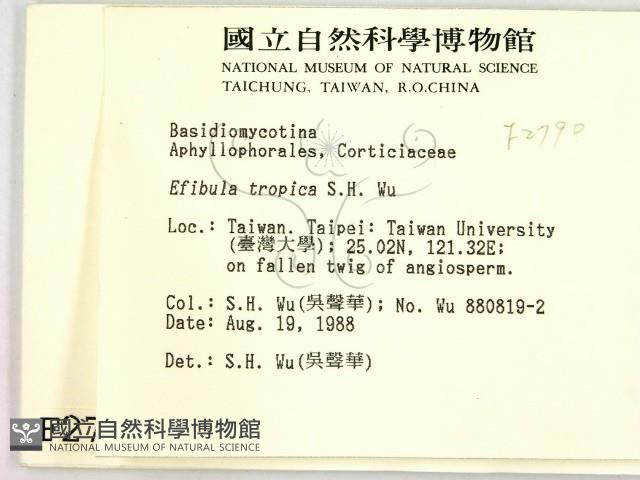 國立自然科學博物館
NATIONAL MUSEUM OF NATURAL SCIENCE
TAICHUNG, TAIWAN, R.O.CHINA
F2790
Basidiomycotina
Aphyllophorales, Corticiaceae
Efibula tropica S.H. Wu
Loc.: Taiwan. Taipei: Taiwan University
(臺灣大學); 25.02N, 121.32E;
on fallen twig of angiosperm.
Col.: S.H. Wu(吳聲華); No. Wu 880819-2
Date: Aug. 19, 1988
Det.: S.H. Wu(吳聲華)
國立自然科學博物館
NATIONAL MUSEUM OF NATURAL SCIENCE